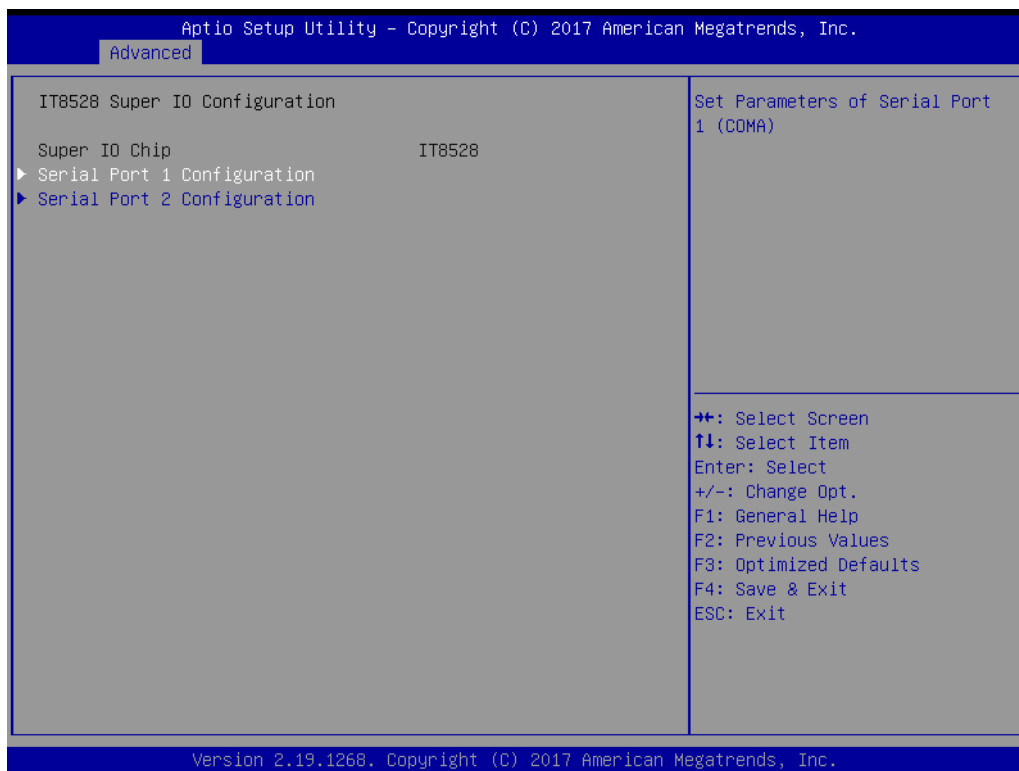 Aptio Setup Utility – Copyright (C) 2017 American Megatrends, Inc.
Advanced
IT8528 Super IO Configuration
Super IO Chip IT8528
▶ Serial Port 1 Configuration
▶ Serial Port 2 Configuration
Set Parameters of Serial Port
1 (COMA)
→←: Select Screen
↑↓: Select Item
Enter: Select
+/-: Change Opt.
F1: General Help
F2: Previous Values
F3: Optimized Defaults
F4: Save & Exit
ESC: Exit
Version 2.19.1268. Copyright (C) 2017 American Megatrends, Inc.